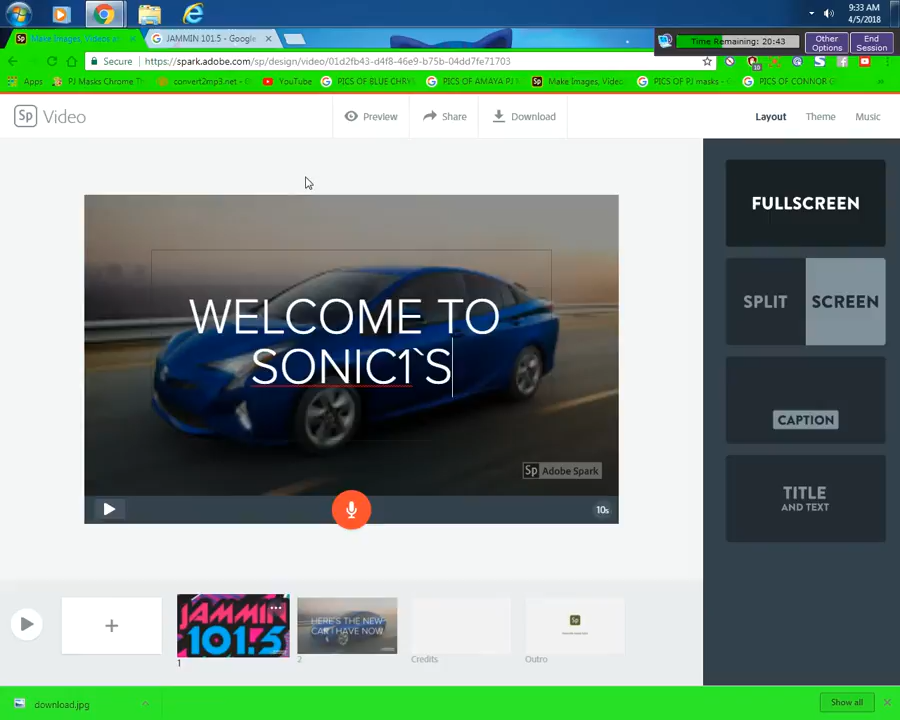 9:33 AM
4/5/2018
Make Images, Videos a
JAMMIN 101.5 - Google
Time Remaining: 20:43
Other Options
End Session
Secure
https://spark.adobe.com/sp/design/video/01d2fb43-d4f8-46e9-b75b-04dd7fe71703
10
Apps
PJ Masks Chrome Th
convert2mp3.net - On
YouTube
PICS OF BLUE CHRYS
PICS OF AMAYA PJ M
Make Images, Video
PICS OF PJ masks - G
PICS OF CONNOR G
Sp
Video
Preview
Share
Download
Layout
Theme
Music
FULLSCREEN
WELCOME TO
SONIC1`S
SPLIT
SCREEN
CAPTION
Sp Adobe Spark
TITLE
AND TEXT
10s
JAMMIN
101.5
HERE'S THE NEW
CAR I HAVE NOW
Sp
1
2
Credits
Outro
download.jpg
Show all